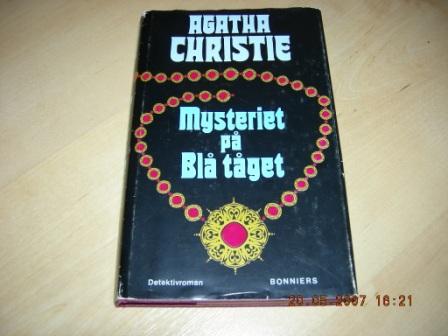 AGATHA
CHRISTIE
Mysteriet
på
Blå tåget
Detektivroman BONNIERS
20 05 2007 16:21